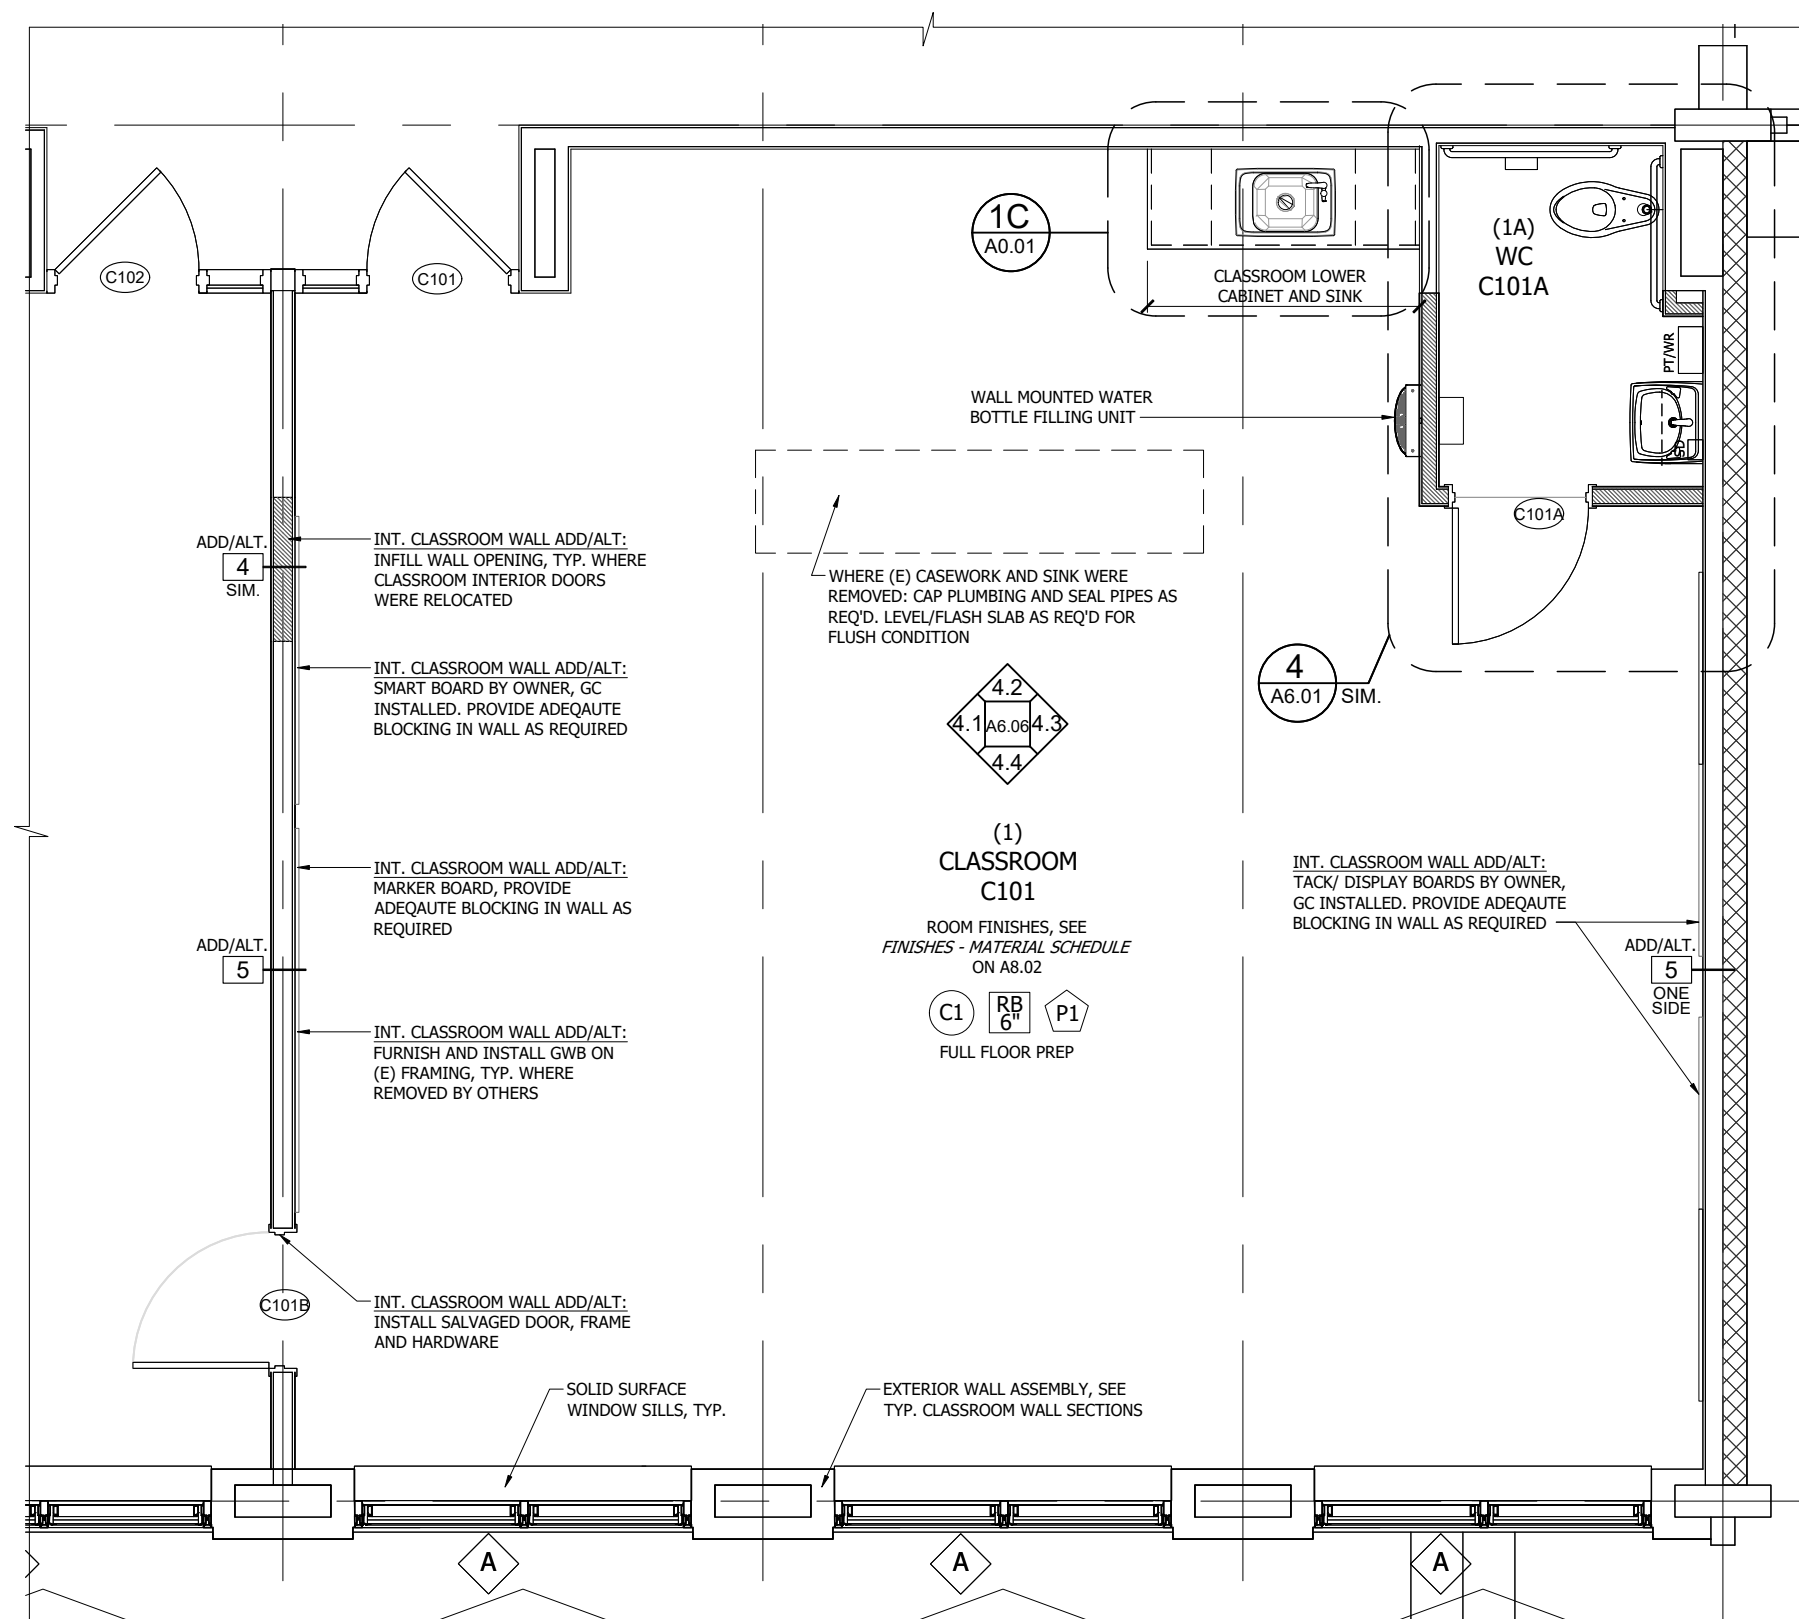 1C
A0.01
(1A)
WC
C101A
C102
C101
CLASSROOM LOWER
CABINET AND SINK
PT/WR
WALL MOUNTED WATER
BOTTLE FILLING UNIT
SD
C101A
ADD/ALT.
4
SIM.
INT. CLASSROOM WALL ADD/ALT:
INFILL WALL OPENING, TYP. WHERE
CLASSROOM INTERIOR DOORS
WERE RELOCATED
WHERE (E) CASEWORK AND SINK WERE
REMOVED: CAP PLUMBING AND SEAL PIPES AS
REQ'D. LEVEL/FLASH SLAB AS REQ'D FOR
FLUSH CONDITION
INT. CLASSROOM WALL ADD/ALT:
SMART BOARD BY OWNER, GC
INSTALLED. PROVIDE ADEQAUTE
BLOCKING IN WALL AS REQUIRED
4
A6.01
SIM.
4.2
4.1 A6.06 4.3
4.4
(1)
CLASSROOM
C101
ROOM FINISHES, SEE
FINISHES - MATERIAL SCHEDULE
ON A8.02
C1
RB
6"
P1
FULL FLOOR PREP
INT. CLASSROOM WALL ADD/ALT:
MARKER BOARD, PROVIDE
ADEQAUTE BLOCKING IN WALL AS
REQUIRED
INT. CLASSROOM WALL ADD/ALT:
TACK/ DISPLAY BOARDS BY OWNER,
GC INSTALLED. PROVIDE ADEQAUTE
BLOCKING IN WALL AS REQUIRED
ADD/ALT.
5
ADD/ALT.
5
ONE
SIDE
INT. CLASSROOM WALL ADD/ALT:
FURNISH AND INSTALL GWB ON
(E) FRAMING, TYP. WHERE
REMOVED BY OTHERS
C101B
INT. CLASSROOM WALL ADD/ALT:
INSTALL SALVAGED DOOR, FRAME
AND HARDWARE
SOLID SURFACE
WINDOW SILLS, TYP.
EXTERIOR WALL ASSEMBLY, SEE
TYP. CLASSROOM WALL SECTIONS
A
A
A